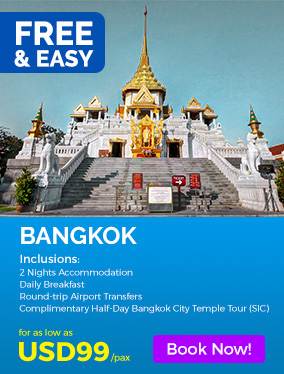 FREE
& EASY
BANGKOK
Inclusions:
2 Nights Accommodation
Daily Breakfast
Round-trip Airport Transfers
Complimentary Half-Day Bangkok City Temple Tour (SIC)
for as low as
USD99/pax
Book Now!